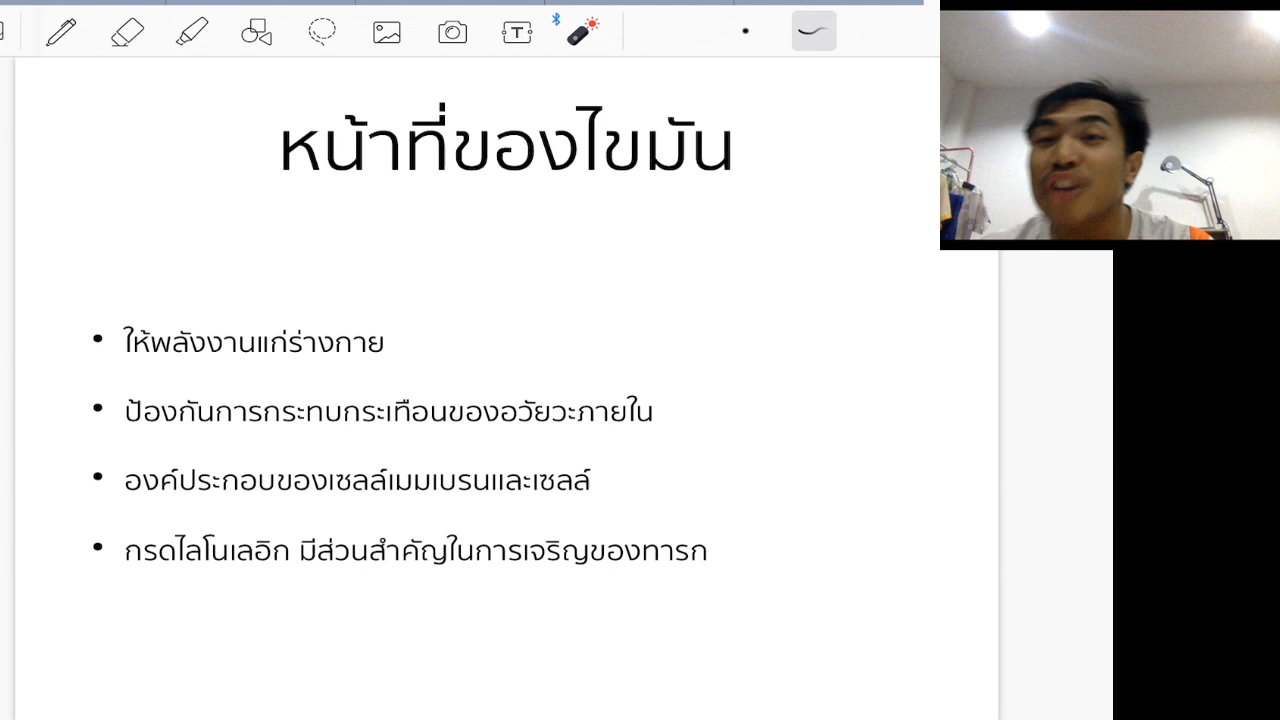 หน้าที่ของไขมัน
• ให้พลังงานแก่ร่างกาย
• ป้องกันการกระทบกระเทือนของอวัยวะภายใน
• องค์ประกอบของเซลล์เมมเบรนและเซลล์
• กรดไลโนเลอิก มีส่วนสำคัญในการเจริญของทารก